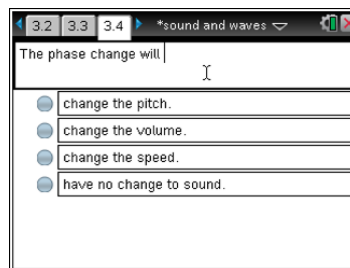 3.2 3.3 3.4 *sound and waves
The phase change will
change the pitch.
change the volume.
change the speed.
have no change to sound.